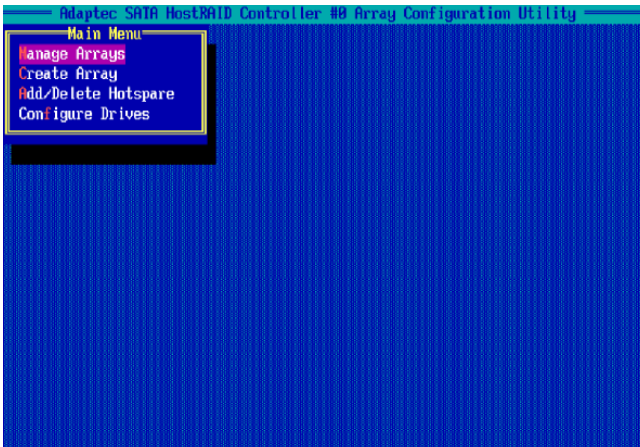 Adaptec SATA HostRAID Controller #0 Array Configuration Utility
Main Menu
Manage Arrays
Create Array
Add/Delete Hotspare
Configure Drives